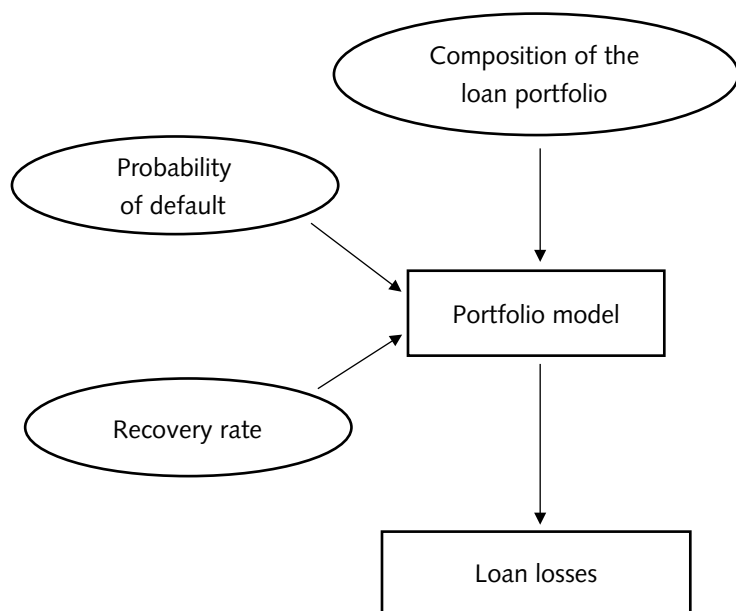 Composition of the
loan portfolio
Probability
of default
Portfolio model
Recovery rate
Loan losses